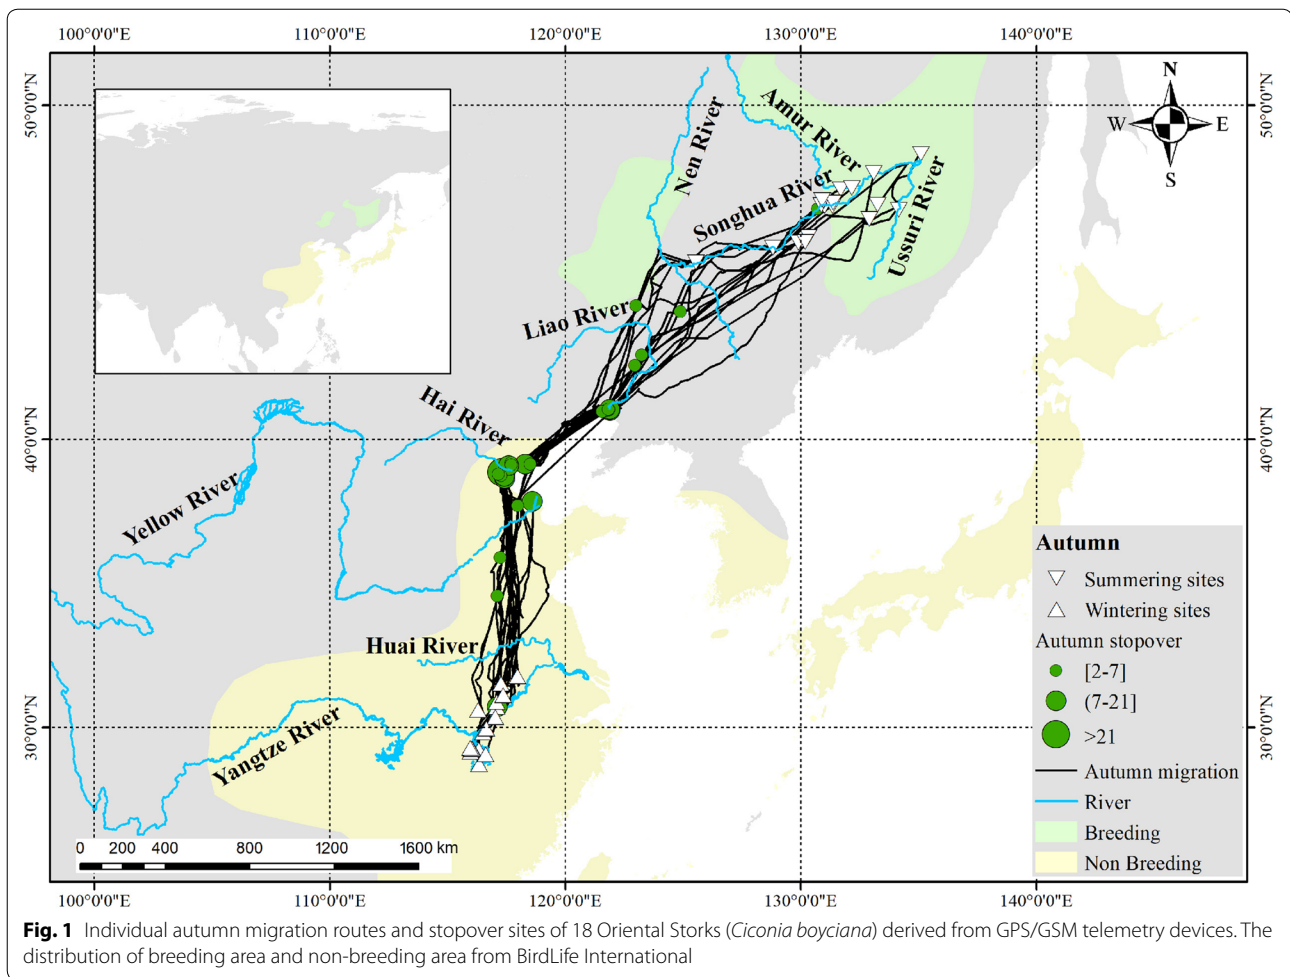 100°0'0"E 110°0'0"E 120°0'0"E 130°0'0"E 140°0'0"E
50°0'0"N
50°0'0"N
40°0'0"N
40°0'0"N
30°0'0"N
30°0'0"N
N
W E
S
Amur River
Nen River
Songhua River
Ussuri River
Liao River
Hai River
Yellow River
Huai River
Yangtze River
Autumn
Summering sites
Wintering sites
Autumn stopover
[2-7]
(7-21]
>21
Autumn migration
River
Breeding
Non Breeding
0 200 400 800 1200 1600 km
100°0'0"E 110°0'0"E 120°0'0"E 130°0'0"E 140°0'0"E
Fig. 1 Individual autumn migration routes and stopover sites of 18 Oriental Storks (Ciconia boyciana) derived from GPS/GSM telemetry devices. The
distribution of breeding area and non-breeding area from BirdLife International